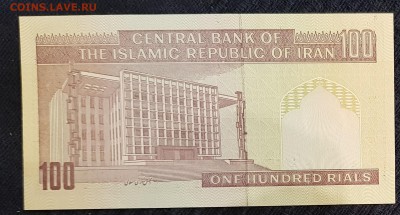 COINS.LAVE.RU
CENTRAL BANK OF
THE ISLAMIC REPUBLIC OF IRAN
100
100
ONE HUNDRED RIALS